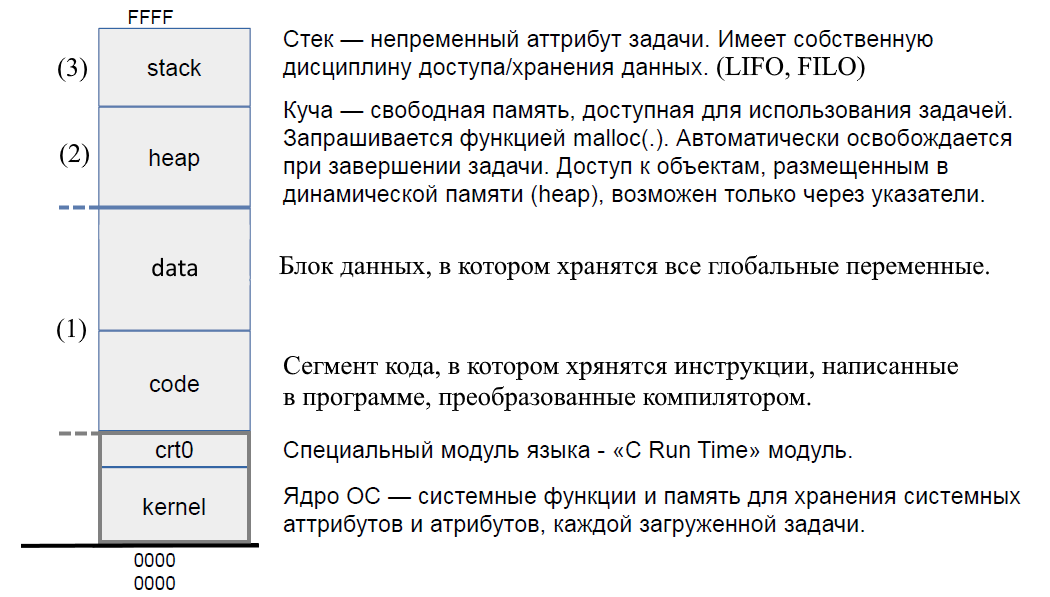 FFFF
(3)
stack
Стек — непременный аттрибут задачи. Имеет собственную
дисциплину доступа/хранения данных. (LIFO, FILO)
(2)
heap
Куча — свободная память, доступная для использования задачей.
Запрашивается функцией malloc(.). Автоматически освобождается
при завершении задачи. Доступ к объектам, размещенным в
динамической памяти (heap), возможен только через указатели.
data
Блок данных, в котором хранятся все глобальные переменные.
(1)
code
Сегмент кода, в котором хрянятся инструкции, написанные
в программе, преобразованные компилятором.
crt0
Специальный модуль языка - «C Run Time» модуль.
kernel
Ядро ОС — системные функции и память для хранения системных
аттрибутов и атрибутов, каждой загруженной задачи.
0000
0000